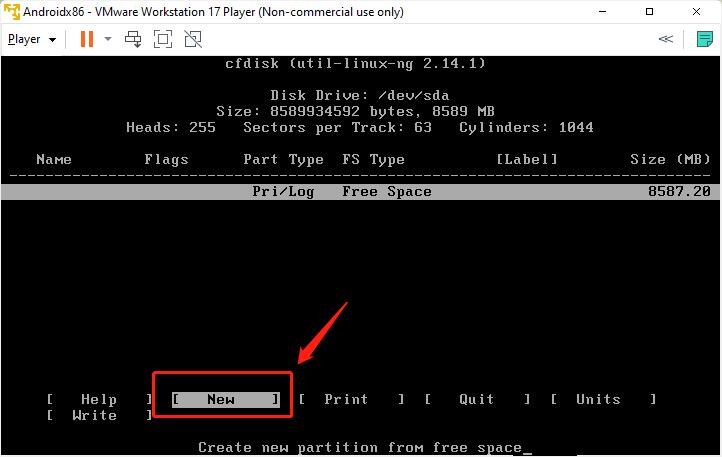 Androidx86 - VMware Workstation 17 Player (Non-commercial use only)
Player
cfdisk (util-linux-ng 2.14.1)
Disk Drive: /dev/sda
Size: 8589934592 bytes, 8589 MB
Heads: 255 Sectors per Track: 63 Cylinders: 1044
Name Flags Part Type FS Type [Label] Size (MB)
Pri/Log Free Space 8587.20
[ Help ] [ New ] [ Print ] [ Quit ] [ Units ]
[ Write ]
Create new partition from free space_